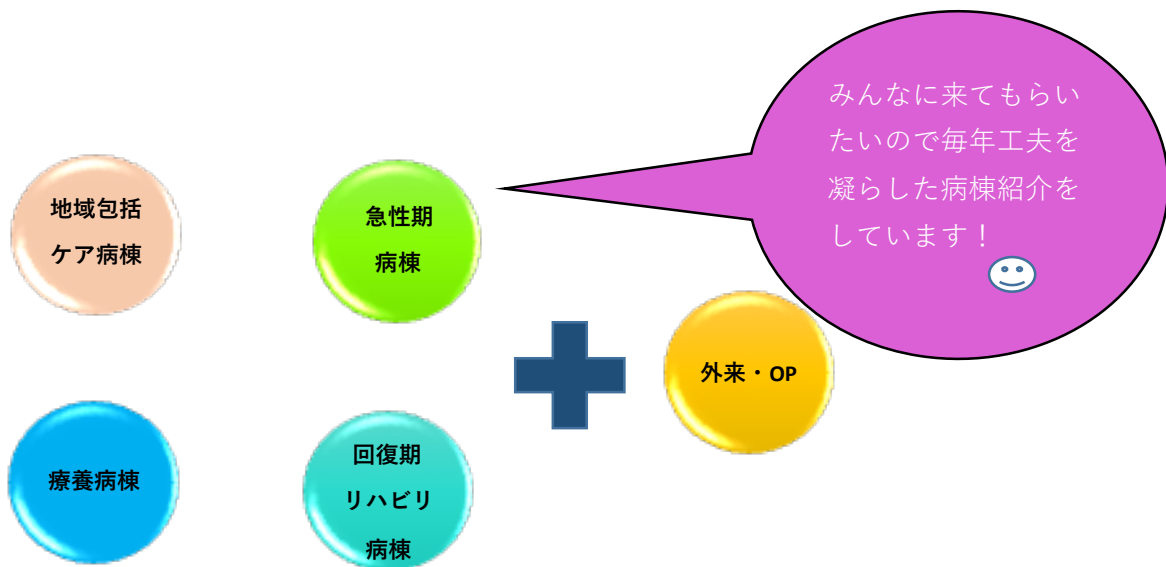 みんなに来てもらい
たいので毎年工夫を
凝らした病棟紹介を
しています！
地域包括
ケア病棟
急性期
病棟
外来・OP
療養病棟
回復期
リハビリ
病棟